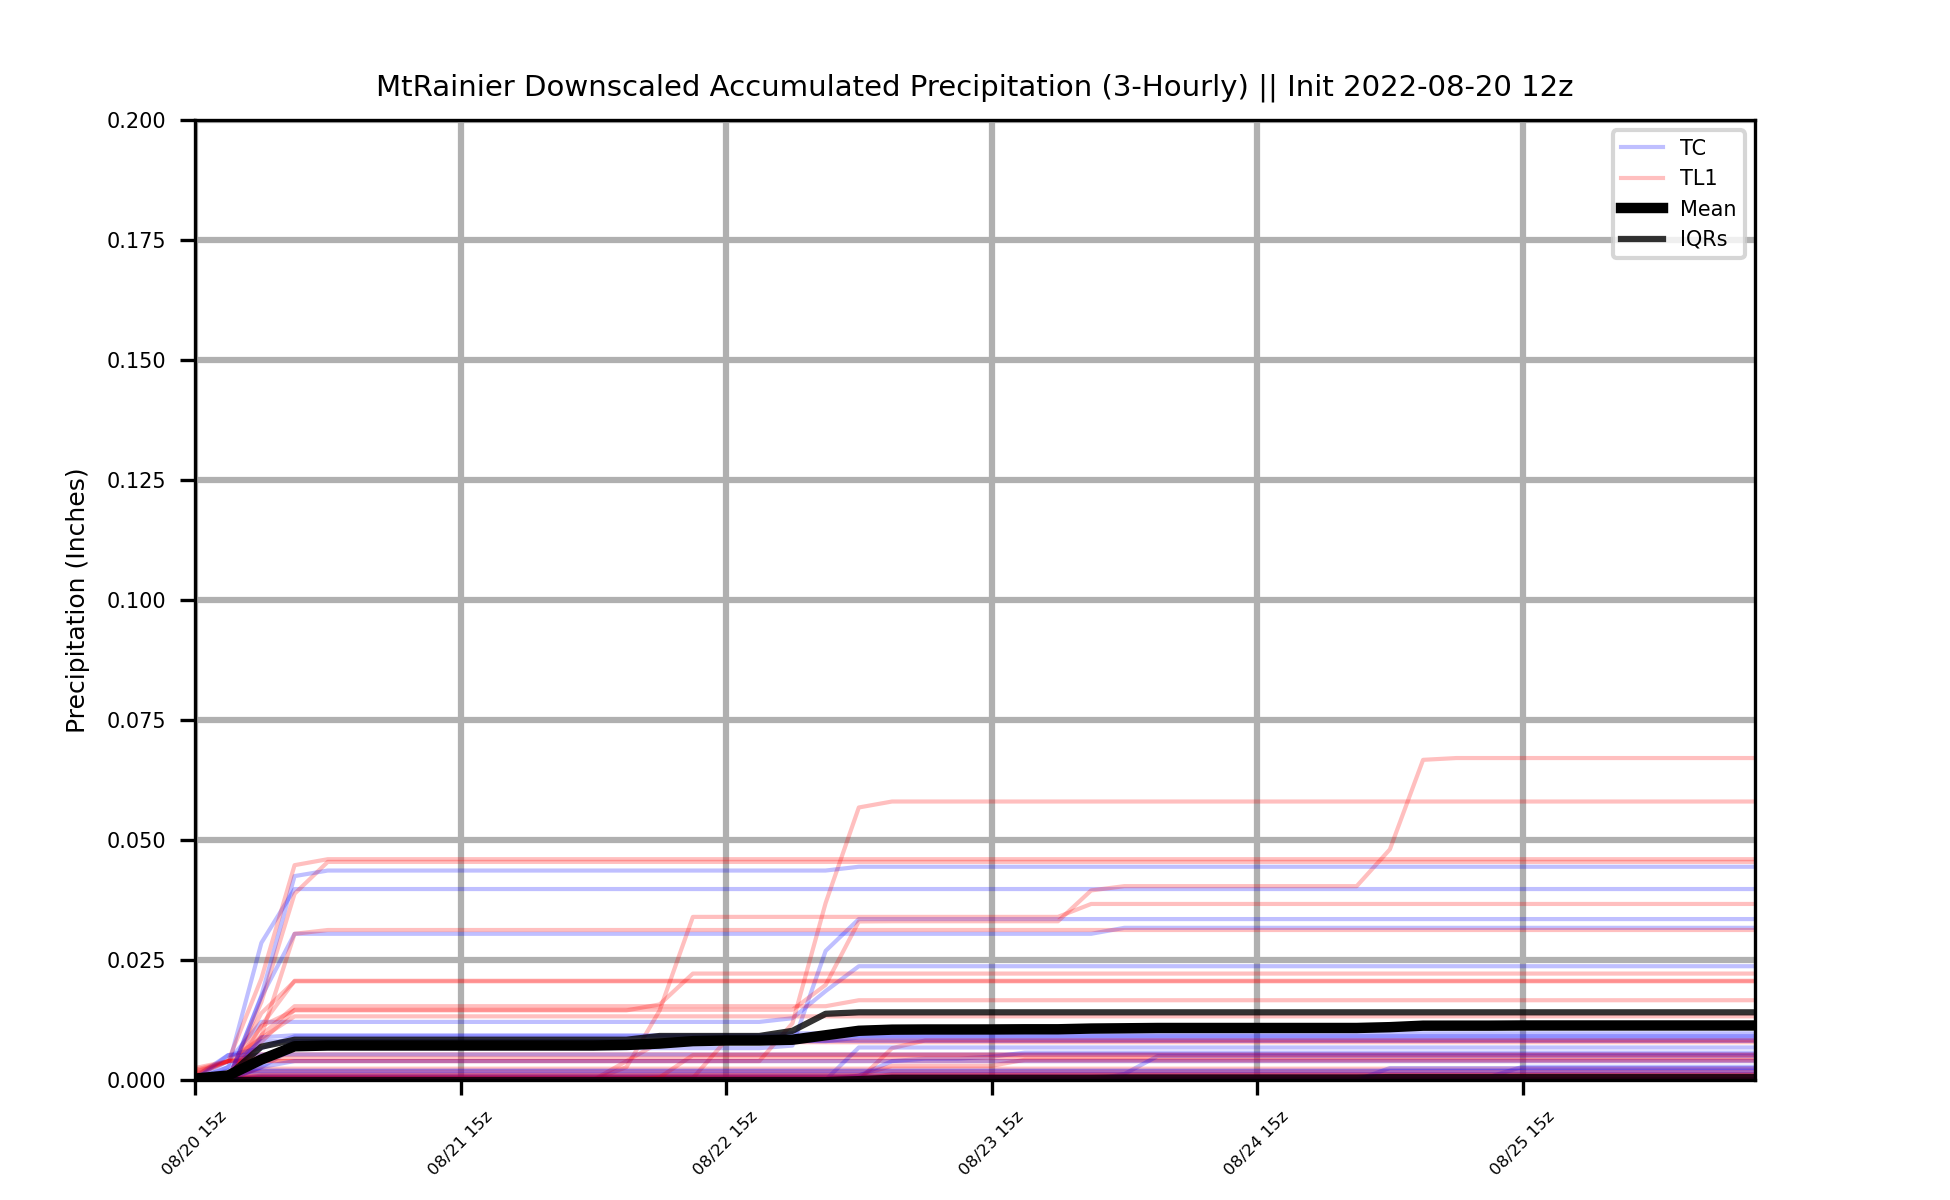 MtRainier Downscaled Accumulated Precipitation (3-Hourly) || Init 2022-08-20 12z
0.200
0.175
0.150
0.125
0.100
0.075
0.050
0.025
0.000
Precipitation (Inches)
TC
TL1
Mean
IQRs
08/20 15z
08/21 15z
08/22 15z
08/23 15z
08/24 15z
08/25 15z